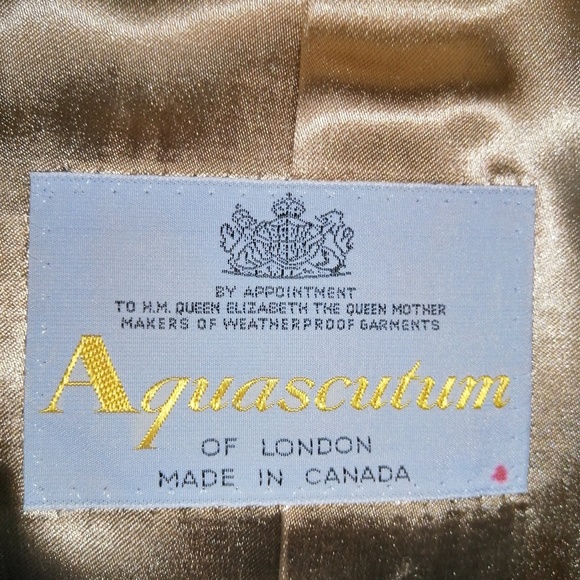 BY APPOINTMENT
TO H.M. QUEEN ELIZABETH THE QUEEN MOTHER
MAKERS OF WEATHERPROOF GARMENTS
Aquascutum
OF LONDON
MADE IN CANADA